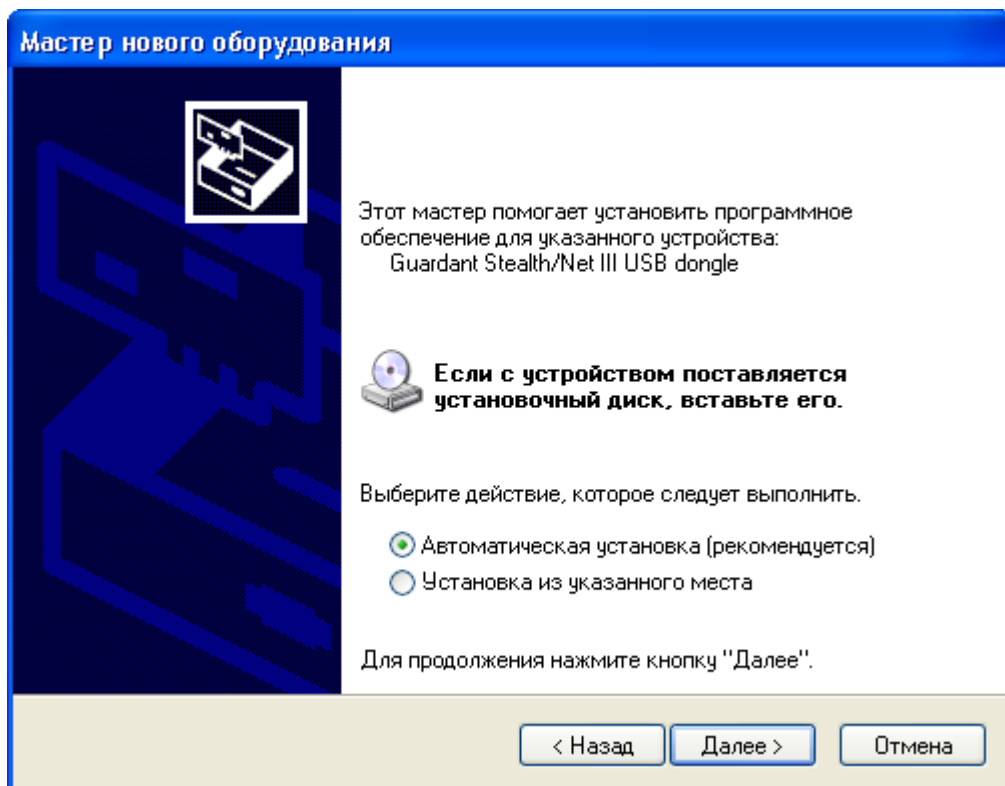 Мастер нового оборудования
Этот мастер помогает установить программное
обеспечение для указанного устройства:
Guardant Stealth/Net III USB dongle
Если с устройством поставляется
установочный диск, вставьте его.
Выберите действие, которое следует выполнить.
Автоматическая установка (рекомендуется)
Установка из указанного места
Для продолжения нажмите кнопку "Далее".
< Назад
Далее >
Отмена